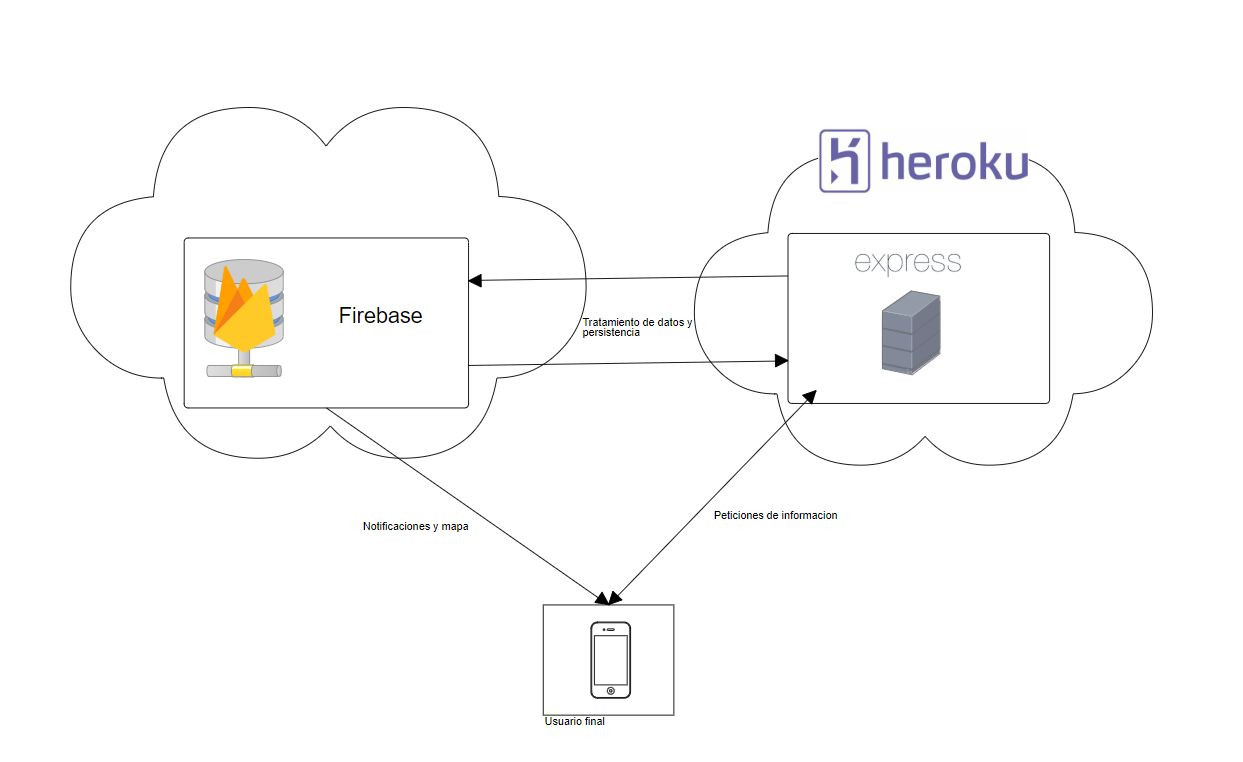 heroku
express
Firebase
Tratamiento de datos y
persistencia
Peticiones de informacion
Notificaciones y mapa
Usuario final